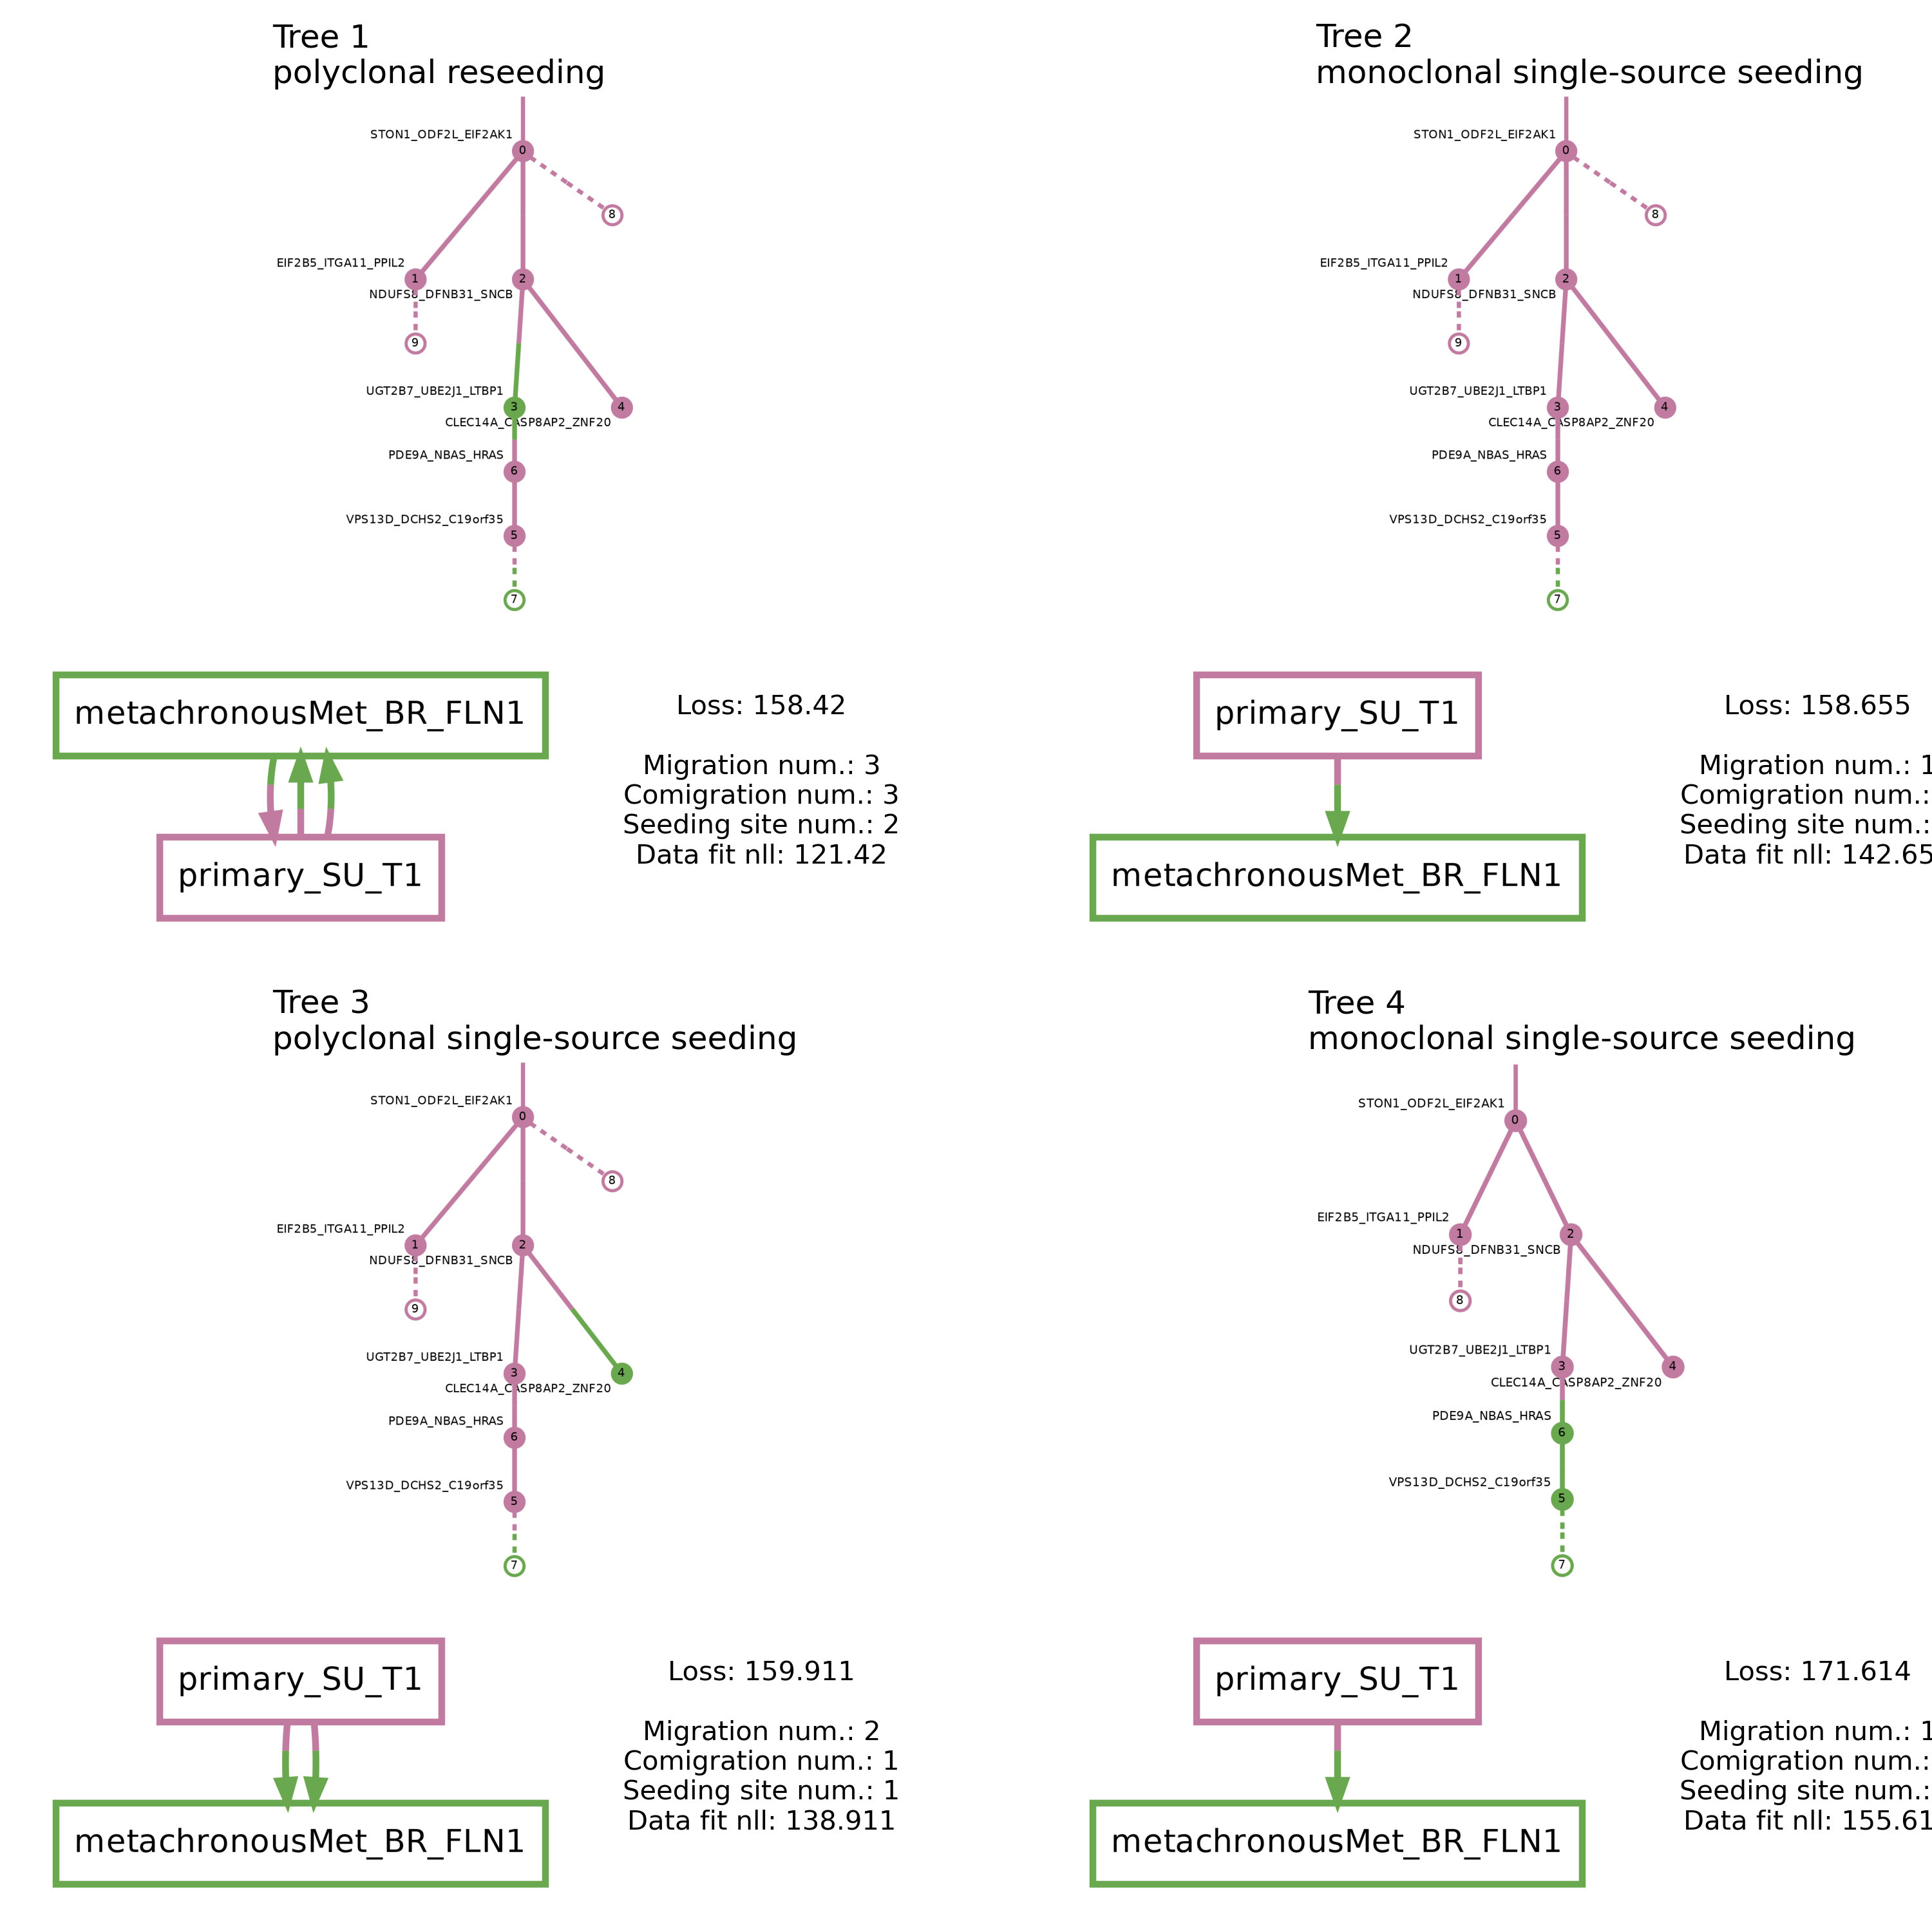 Tree 1
polyclonal reseeding
STON1_ODF2L_EIF2AK1
0
8
EIF2B5_ITGA11_PPIL2
1
2
NDUFS8_DFNB31_SNCB
9
UGT2B7_UBE2J1_LTBP1
3
4
CLEC14A_CASP8AP2_ZNF20
PDE9A_NBAS_HRAS
6
VPS13D_DCHS2_C19orf35
5
7
metachronousMet_BR_FLN1
primary_SU_T1
Loss: 158.42
Migration num.: 3
Comigration num.: 3
Seeding site num.: 2
Data fit nll: 121.42
Tree 2
monoclonal single-source seeding
STON1_ODF2L_EIF2AK1
0
8
EIF2B5_ITGA11_PPIL2
1
2
NDUFS8_DFNB31_SNCB
9
UGT2B7_UBE2J1_LTBP1
3
4
CLEC14A_CASP8AP2_ZNF20
PDE9A_NBAS_HRAS
6
VPS13D_DCHS2_C19orf35
5
7
primary_SU_T1
metachronousMet_BR_FLN1
Loss: 158.655
Migration num.: 1
Comigration num.:
Seeding site num.:
Data fit nll: 142.65
Tree 3
polyclonal single-source seeding
STON1_ODF2L_EIF2AK1
0
8
EIF2B5_ITGA11_PPIL2
1
2
NDUFS8_DFNB31_SNCB
9
UGT2B7_UBE2J1_LTBP1
3
4
CLEC14A_CASP8AP2_ZNF20
PDE9A_NBAS_HRAS
6
VPS13D_DCHS2_C19orf35
5
7
primary_SU_T1
metachronousMet_BR_FLN1
Loss: 159.911
Migration num.: 2
Comigration num.: 1
Seeding site num.: 1
Data fit nll: 138.911
Tree 4
monoclonal single-source seeding
STON1_ODF2L_EIF2AK1
0
EIF2B5_ITGA11_PPIL2
1
2
NDUFS8_DFNB31_SNCB
8
UGT2B7_UBE2J1_LTBP1
3
4
CLEC14A_CASP8AP2_ZNF20
PDE9A_NBAS_HRAS
6
VPS13D_DCHS2_C19orf35
5
7
primary_SU_T1
metachronousMet_BR_FLN1
Loss: 171.614
Migration num.: 1
Comigration num.:
Seeding site num.:
Data fit nll: 155.61